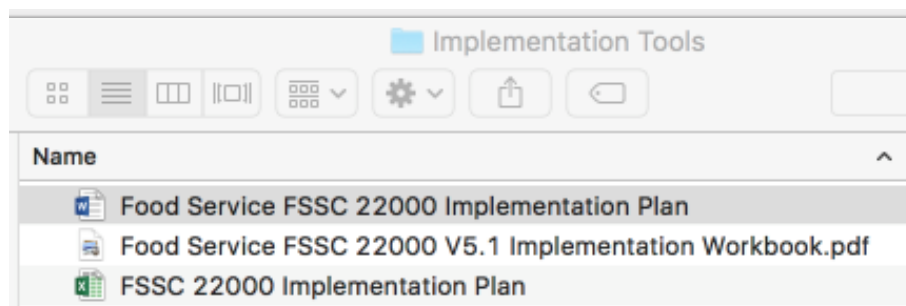 Implementation Tools
Name
Food Service FSSC 22000 Implementation Plan
Food Service FSSC 22000 V5.1 Implementation Workbook.pdf
FSSC 22000 Implementation Plan